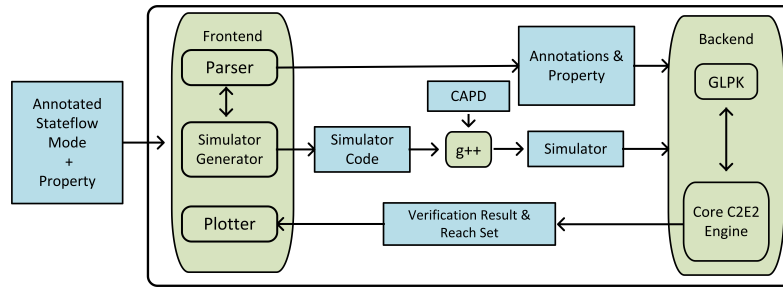 Frontend
Parser
Simulator
Generator
Plotter
Annotated
Stateflow
Mode
+
Property
Simulator
Code
CAPD
g++
Annotations &
Property
Simulator
Verification Result &
Reach Set
Backend
GLPK
Core C2E2
Engine